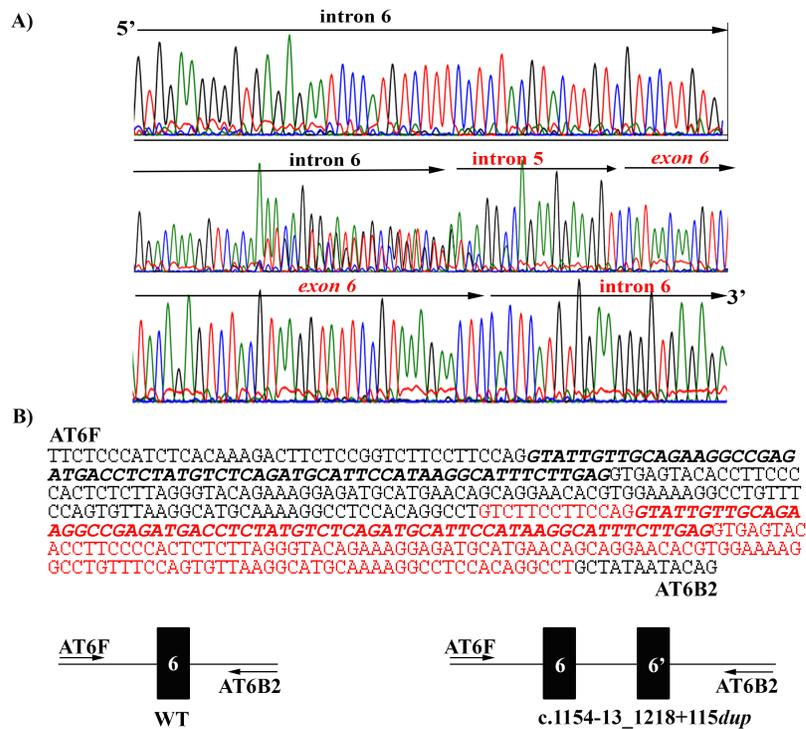 A)
intron 6
5’
intron 6
intron 5
exon 6
exon 6
intron 6
3’
B)
AT6F
TTCTCCCATCTCACAAAGACTTCTCCGGTCTTCCTTCCAGGTATTGTTGCAGAAGGCCGAG
ATGACCTCTATGTCTCAGATGCATTCCATAAGGCATTTCTTGAGGTGAGTACACCTTCCC
CACTCTCTTAGGGTACAGAAAGGAGATGCATGAACAGCAGGAACACGTGGAAAAGGCCTGTTT
CCAGTGTTAAGGCATGCAAAAGGCCTCCACAGGCCTGTCTTCCTTCCAGGTATTGTTGCAGA
AGGCCGAGATGACCTCTATGTCTCAGATGCATTCCATAAGGCATTTCTTGAGGTGAGTAC
ACCTTCCCCACTCTCTTAGGGTACAGAAAGGAGATGCATGAACAGCAGGAACACGTGGAAAAG
GCCTGTTTCCAGTGTTAAGGCATGCAAAAGGCCTCCACAGGCCTGCTATAATACAG
AT6B2
AT6F
6
AT6B2
WT
AT6F
6
6’
AT6B2
c.1154-13_1218+115dup